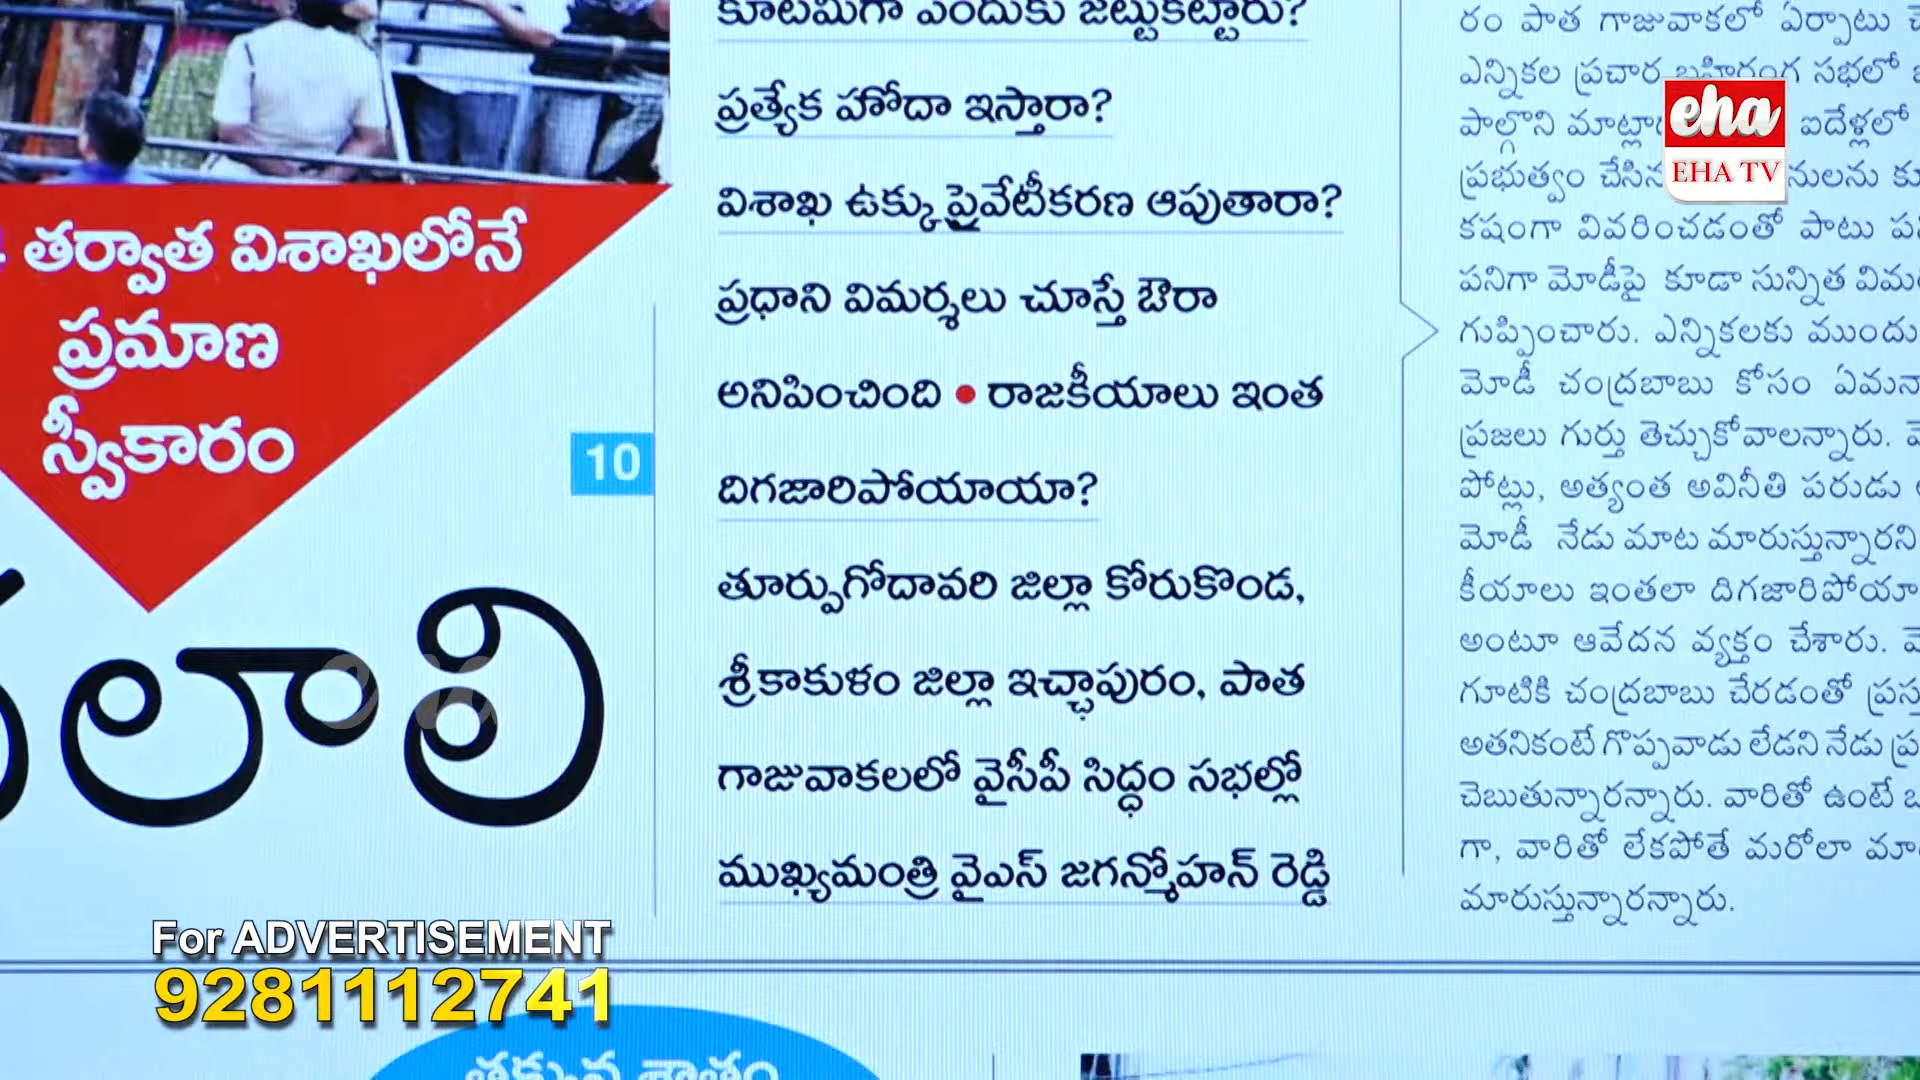 తర్వాత విశాఖలోనే
ప్రమాణ
స్వీకారం
10
లాలి
కూటమిగా ఎందుకు జట్టుకట్టారు?
ప్రత్యేక హోదా ఇస్తారా?
విశాఖ ఉక్కు ప్రైవేటీకరణ ఆపుతారా?
ప్రధాని విమర్శలు చూస్తే ఔరా
అనిపించింది • రాజకీయాలు ఇంత
దిగజారిపోయాయా?
తూర్పుగోదావరి జిల్లా కోరుకొండ,
శ్రీకాకుళం జిల్లా ఇచ్ఛాపురం, పాత
గాజువాకలలో వైసీపీ సిద్ధం సభల్లో
ముఖ్యమంత్రి వైఎస్ జగన్మోహన్ రెడ్డి
రం పాత గాజువాకలో ఏర్పాటు
ఎన్నికల ప్రచార బహిరంగ సభలో
పాల్గొని ఐదేళ్లలో
ప్రభుత్వం
కషంగా వివరించడంతో పాటు
పనిగా మోడీపై కూడా సున్నిత
గుప్పించారు. ఎన్నికలకు ముందు
మోడీ చంద్రబాబు కోసం
ప్రజలు గుర్తు తెచ్చుకోవాలన్నారు.
పోట్లు, అత్యంత అవినీతి పరుడు
మోడీ నేడు మాట మారుస్తున్నారని
కీయాలు ఇంతలా
అంటూ ఆవేదన వ్యక్తం చేశారు.
గూటికి చంద్రబాబు చేరడంతో
అతనికంటే గొప్పవాడు లేడని నేడు
చెబుతున్నారన్నారు. వారితో ఉంటే
గా, వారితో లేకపోతే మరోలా
మారుస్తున్నారన్నారు.
eha
EHA TV
For ADVERTISEMENT
9281112741